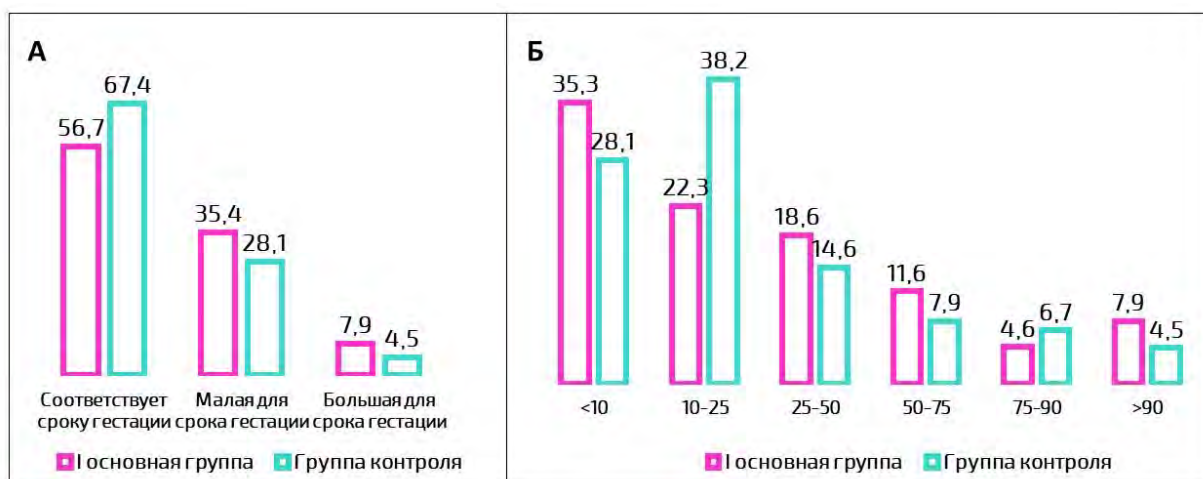 А
67,4
56,7
35,4
28,1
7,9
4,5
Соответствует
сроку гестации
Малая для
срока гестации
Большая для
срока гестации
I основная группа
Группа контроля
Б
38,2
35,3
28,1
22,3
18,6
14,6
11,6
7,9
4,6
6,7
7,9
4,5
<10
10-25
25-50
50-75
75-90
>90
I основная группа
Группа контроля